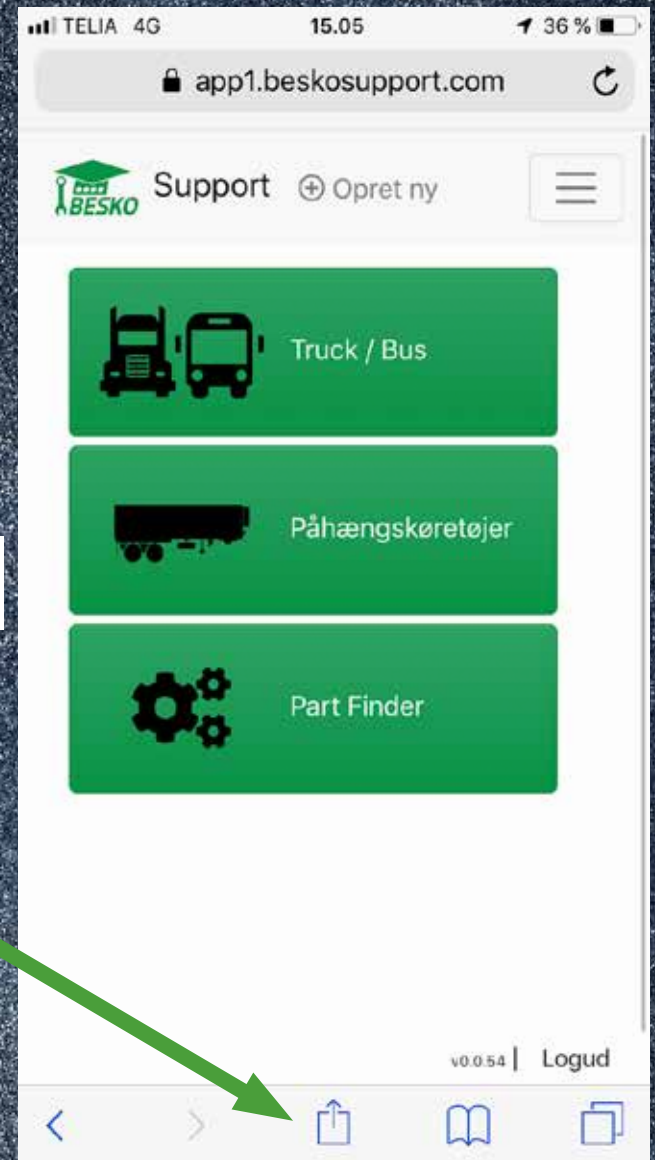 TELIA 4G 15.05 36 %
app1.beskosupport.com
BESKO Support Opret ny
Truck / Bus
Påhængskøretøjer
Part Finder
v0.0.54 | Logud